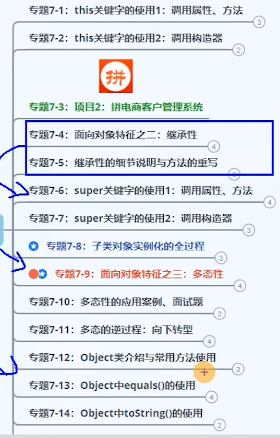 专题7-1：this关键字的使用1：调用属性、方法
3
专题7-2：this关键字的使用2：调用构造器
2
拼
专题7-3：项目2：拼电商客户管理系统
专题7-4：面向对象特征之二：继承性
4
专题7-5：继承性的细节说明与方法的重写
4
专题7-6：super关键字的使用1：调用属性、方法
4
专题7-7：super关键字的使用2：调用构造器
3
专题7-8：子类对象实例化的全过程
3
专题7-9：面向对象特征之三：多态性
4
专题7-10：多态性的应用案例、面试题
3
专题7-11：多态的逆过程：向下转型
4
专题7-12：Object类介绍与常用方法使用
3
专题7-13：Object中equals()的使用
4
专题7-14：Object中toString()的使用
2